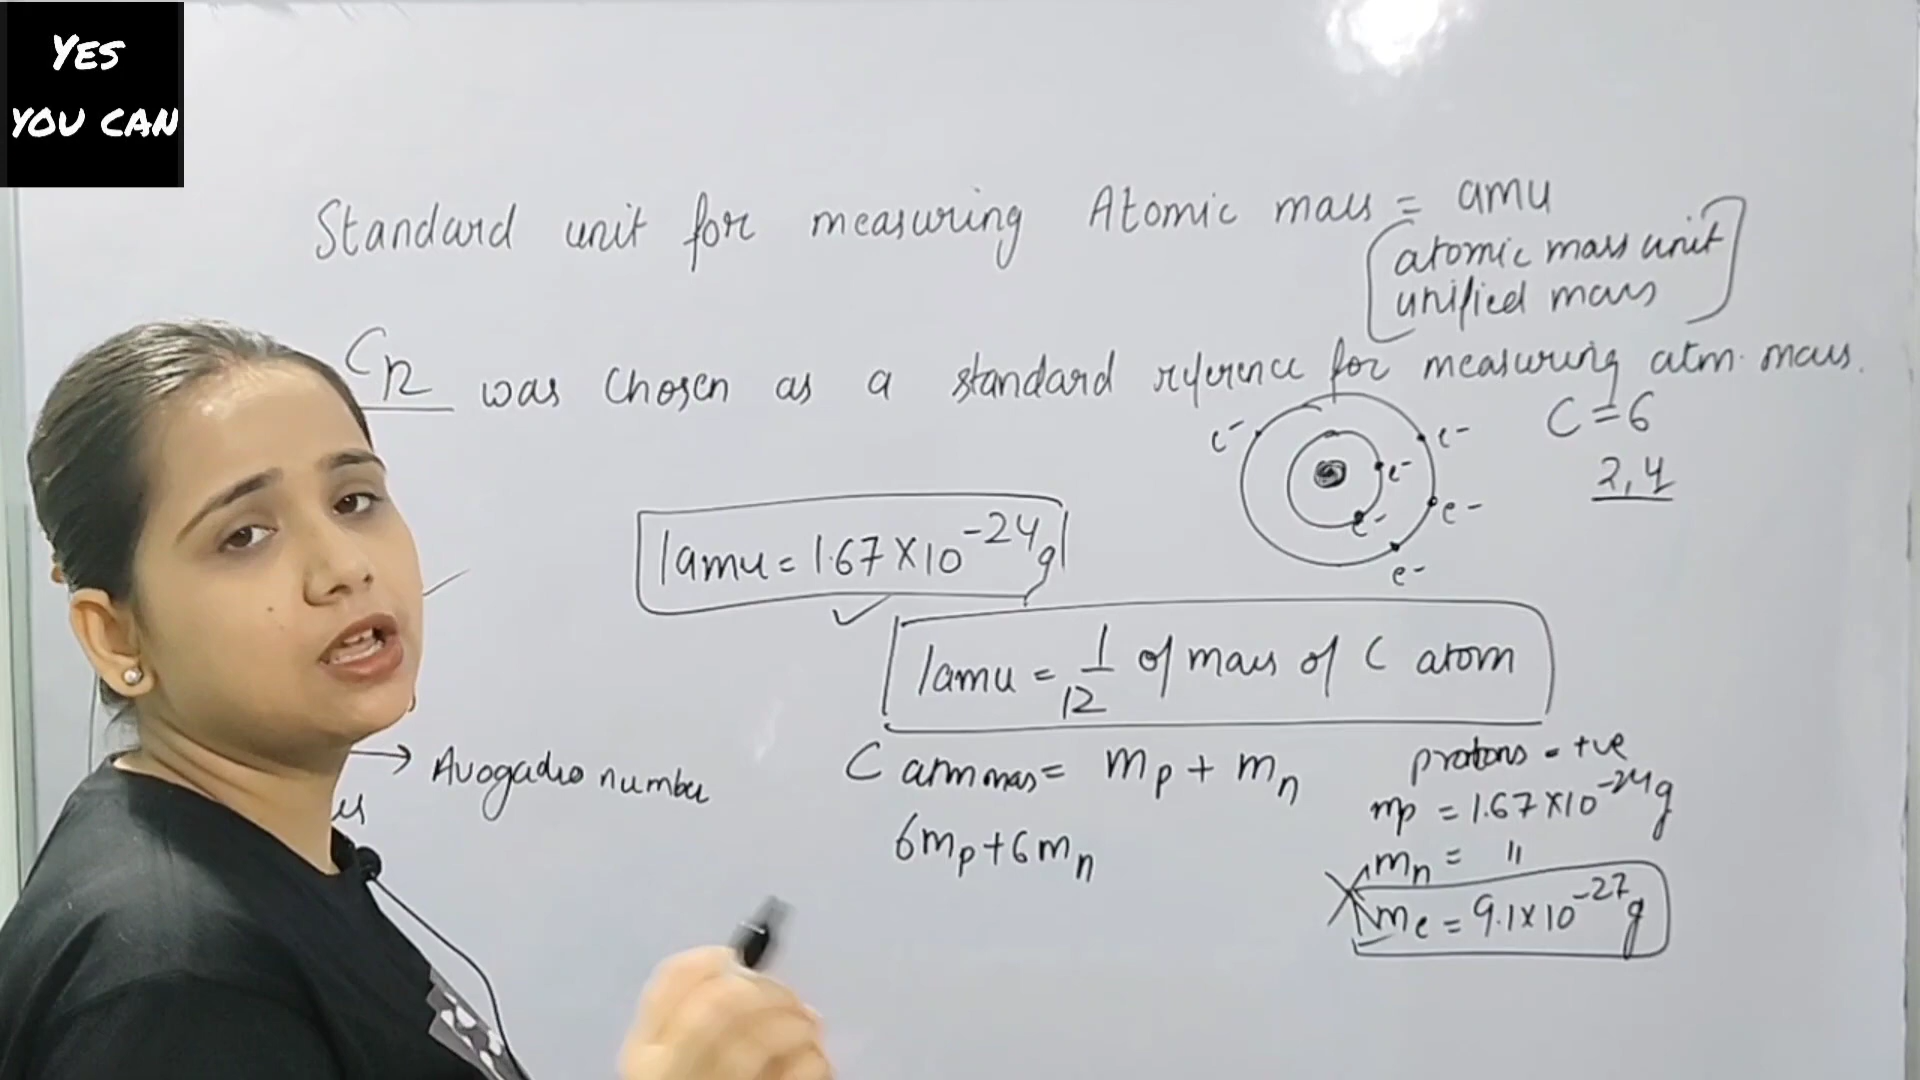 YES
YOU CAN
Standard unit for measuring Atomic mass = amu
atomic mass unit
unified mass
C12 was chosen as a standard reference for measuring atm. mass.
C = 6
2,4
e-
e-
e-
e-
e-
e-
1amu = 1.67 X 10^-24 g
1amu = 1/12 of mass of C atom
→ Avogadro number
C atm mas = mp + mn
6mp + 6mn
protons - +ve
mp = 1.67 X 10^-24 g
mn = 11
me = 9.1 x 10^-27 g